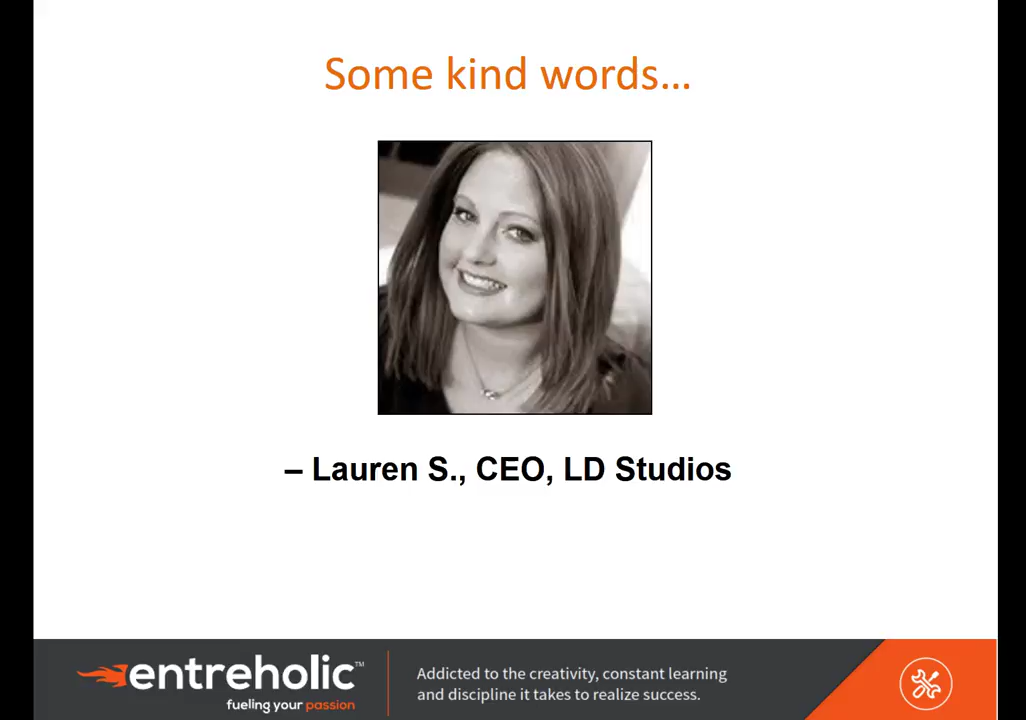 Some kind words…
– Lauren S., CEO, LD Studios
entreholic™
fueling your passion
Addicted to the creativity, constant learning
and discipline it takes to realize success.